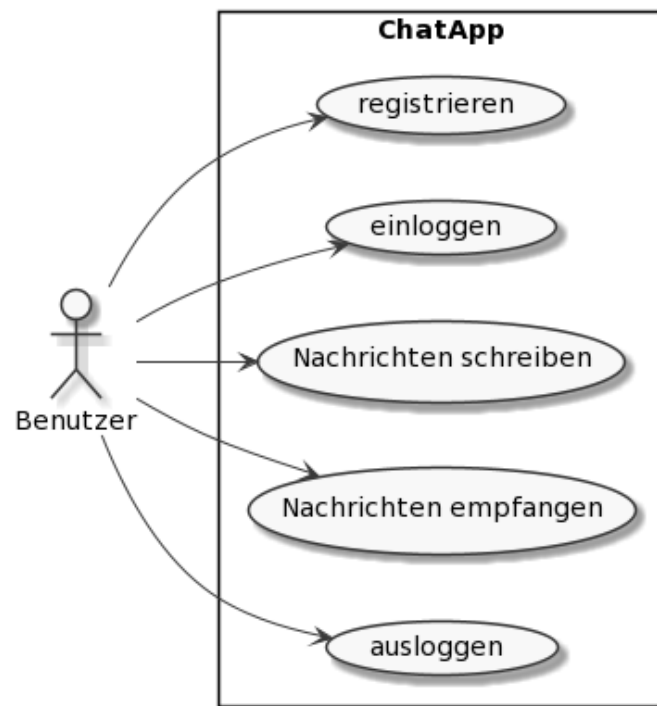 ChatApp
registrieren
einloggen
Nachrichten schreiben
Benutzer
Nachrichten empfangen
ausloggen